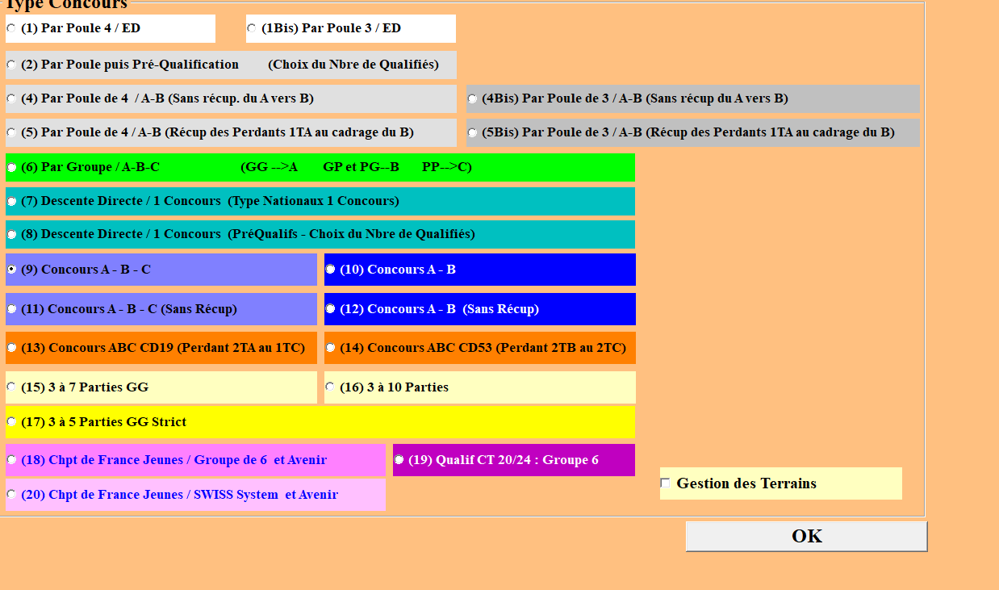 Type Concours
(1) Par Poule 4 / ED
(1Bis) Par Poule 3 / ED
(2) Par Poule puis Pré-Qualification (Choix du Nbre de Qualifiés)
(4) Par Poule de 4 / A-B (Sans récup. du A vers B)
(4Bis) Par Poule de 3 / A-B (Sans récup du A vers B)
(5) Par Poule de 4 / A-B (Récup des Perdants 1TA au cadrage du B)
(5Bis) Par Poule de 3 / A-B (Récup des Perdants 1TA au cadrage du B)
(6) Par Groupe / A-B-C (GG -->A GP et PG--B PP-->C)
(7) Descente Directe / 1 Concours (Type Nationaux 1 Concours)
(8) Descente Directe / 1 Concours (PréQualifs - Choix du Nbre de Qualifiés)
(9) Concours A - B - C
(10) Concours A - B
(11) Concours A - B - C (Sans Récup)
(12) Concours A - B (Sans Récup)
(13) Concours ABC CD19 (Perdant 2TA au 1TC)
(14) Concours ABC CD53 (Perdant 2TB au 2TC)
(15) 3 à 7 Parties GG
(16) 3 à 10 Parties
(17) 3 à 5 Parties GG Strict
(18) Chpt de France Jeunes / Groupe de 6 et Avenir
(19) Qualif CT 20/24 : Groupe 6
(20) Chpt de France Jeunes / SWISS System et Avenir
Gestion des Terrains
OK